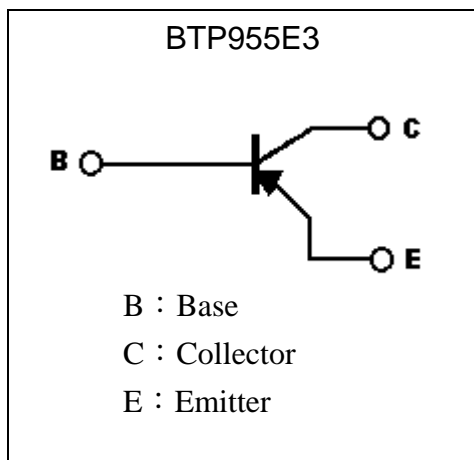 BTP955E3
C
B
E
B：Base
C：Collector
E：Emitter